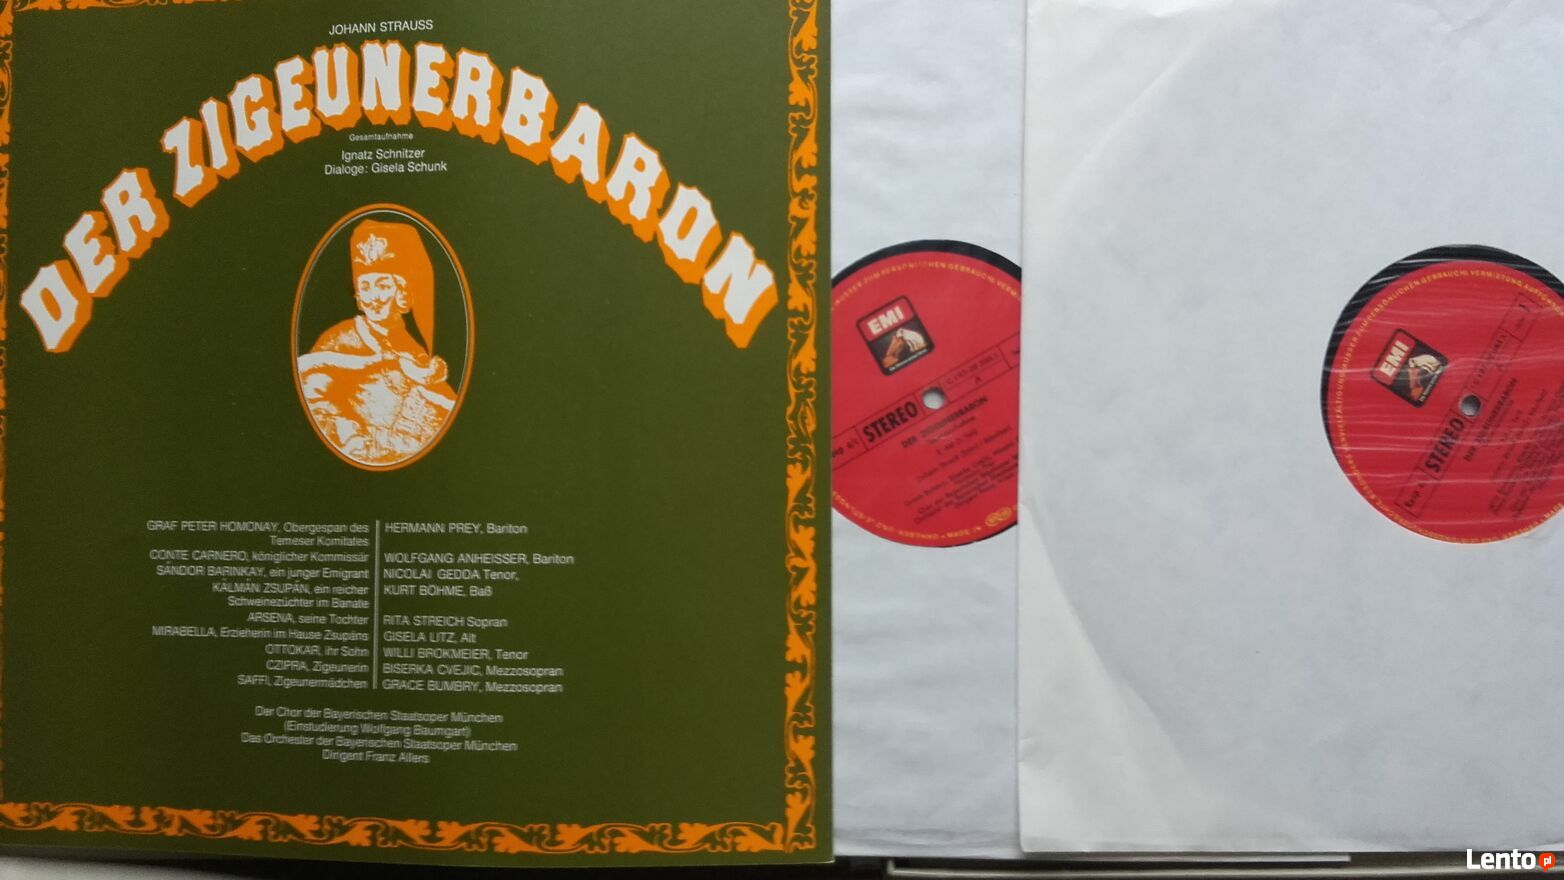 JOHANN STRAUSS
DER ZIGEUNERBARON
Gesamtaufnahme
Ignatz Schnitzer
Dialoge: Gisela Schunk
GRAF PETER HOMONAY, Obergespan des Temeser Komitates
HERMANN PREY, Bariton
CONTE CARNERO, königlicher Kommissär
WOLFGANG ANHEISSER, Bariton
SÁNDOR BARINKAY, ein junger Emigrant
NICOLAI GEDDA Tenor,
KÁLMÁN ZSUPÁN, ein reicher Schweinezüchter im Banate
KURT BÖHME, Baß
ARSENA, seine Tochter
RITA STREICH Sopran
MIRABELLA, Erzieherin im Hause Zsupáns
GISELA LITZ, Alt
OTTOKAR, ihr Sohn
WILLI BROKMEIER, Tenor
CZIPRA, Zigeunerin
BISERKA CVEJIC, Mezzosopran
SAFFI, Zigeunermädchen
GRACE BUMBRY, Mezzosopran
Der Chor der Bayerischen Staatsoper München
(Einstudierung Wolfgang Baumgart)
Das Orchester der Bayerischen Staatsoper München
Dirigent Franz Allers
EMI
STEREO
A
DER ZIGEUNERBARON
EMI
STEREO
DER ZIGEUNERBARON
Lento.pl